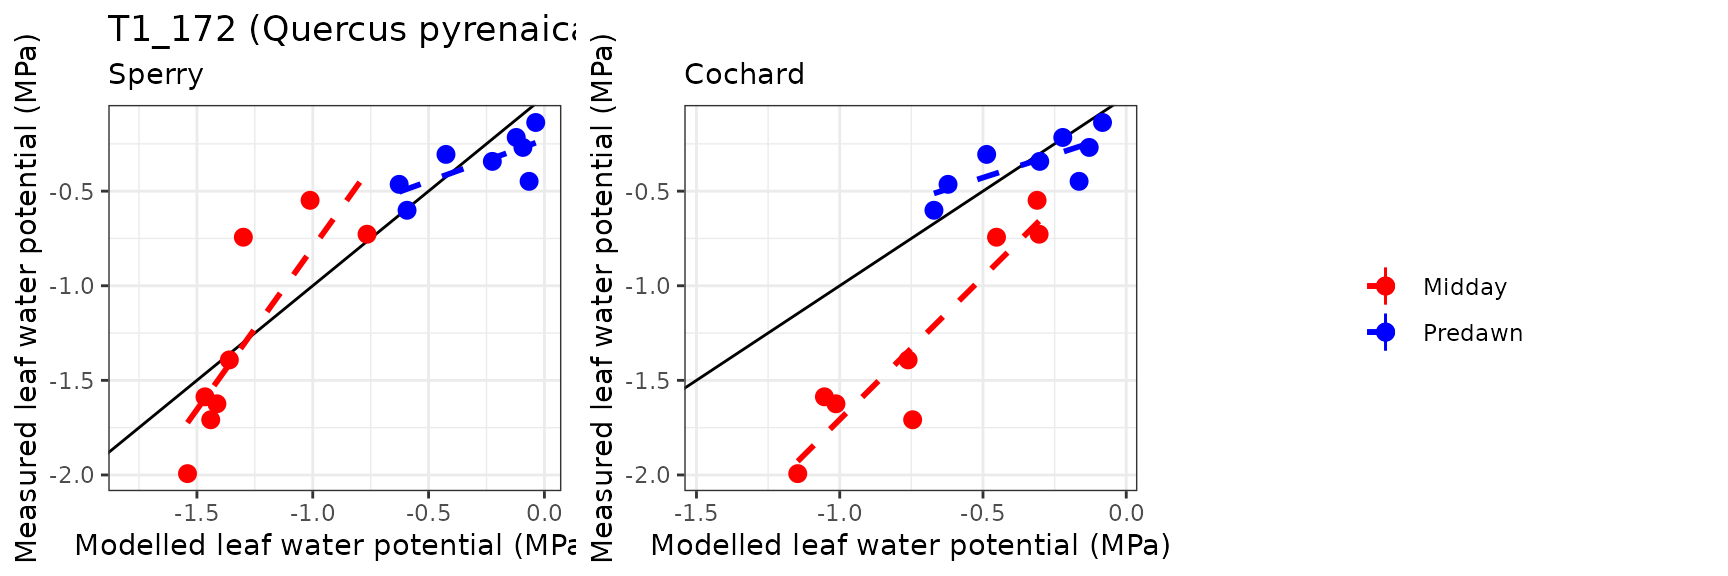 T1_172 (Quercus pyrenaica
Sperry
Measured leaf water potential (MPa)
-0.5
-1.0
-1.5
-2.0
-1.5
-1.0
-0.5
0.0
Modelled leaf water potential (MPa
Cochard
Measured leaf water potential (MPa)
-0.5
-1.0
-1.5
-2.0
-1.5
-1.0
-0.5
0.0
Modelled leaf water potential (MPa)
Midday
Predawn